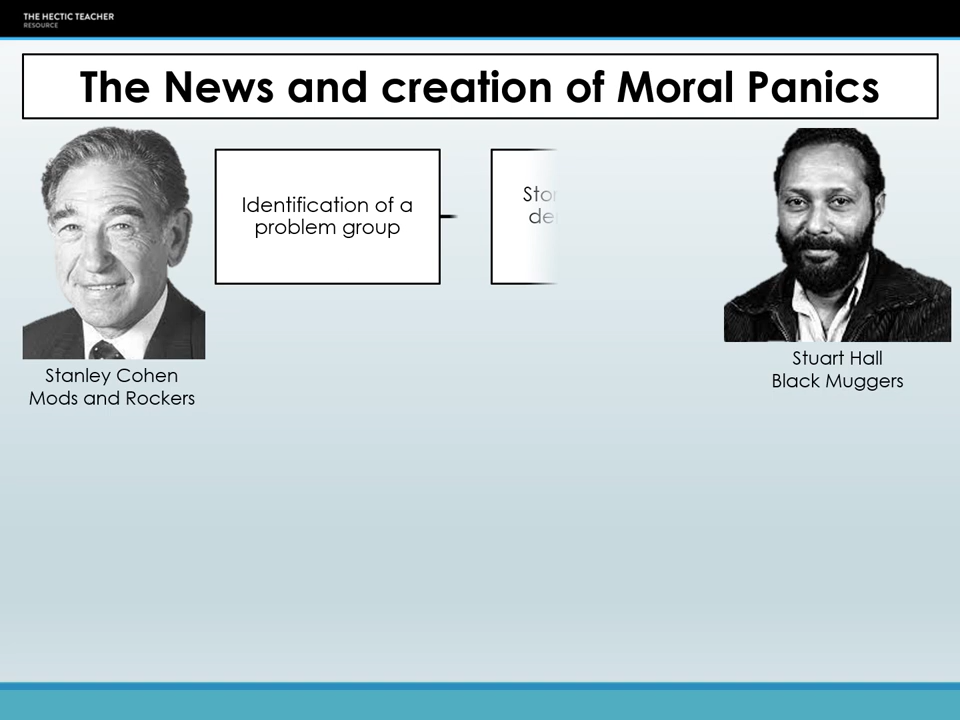 THE HECTIC TEACHER
RESOURCE
The News and creation of Moral Panics
Identification of a
problem group
Stanley Cohen
Mods and Rockers
Stuart Hall
Black Muggers